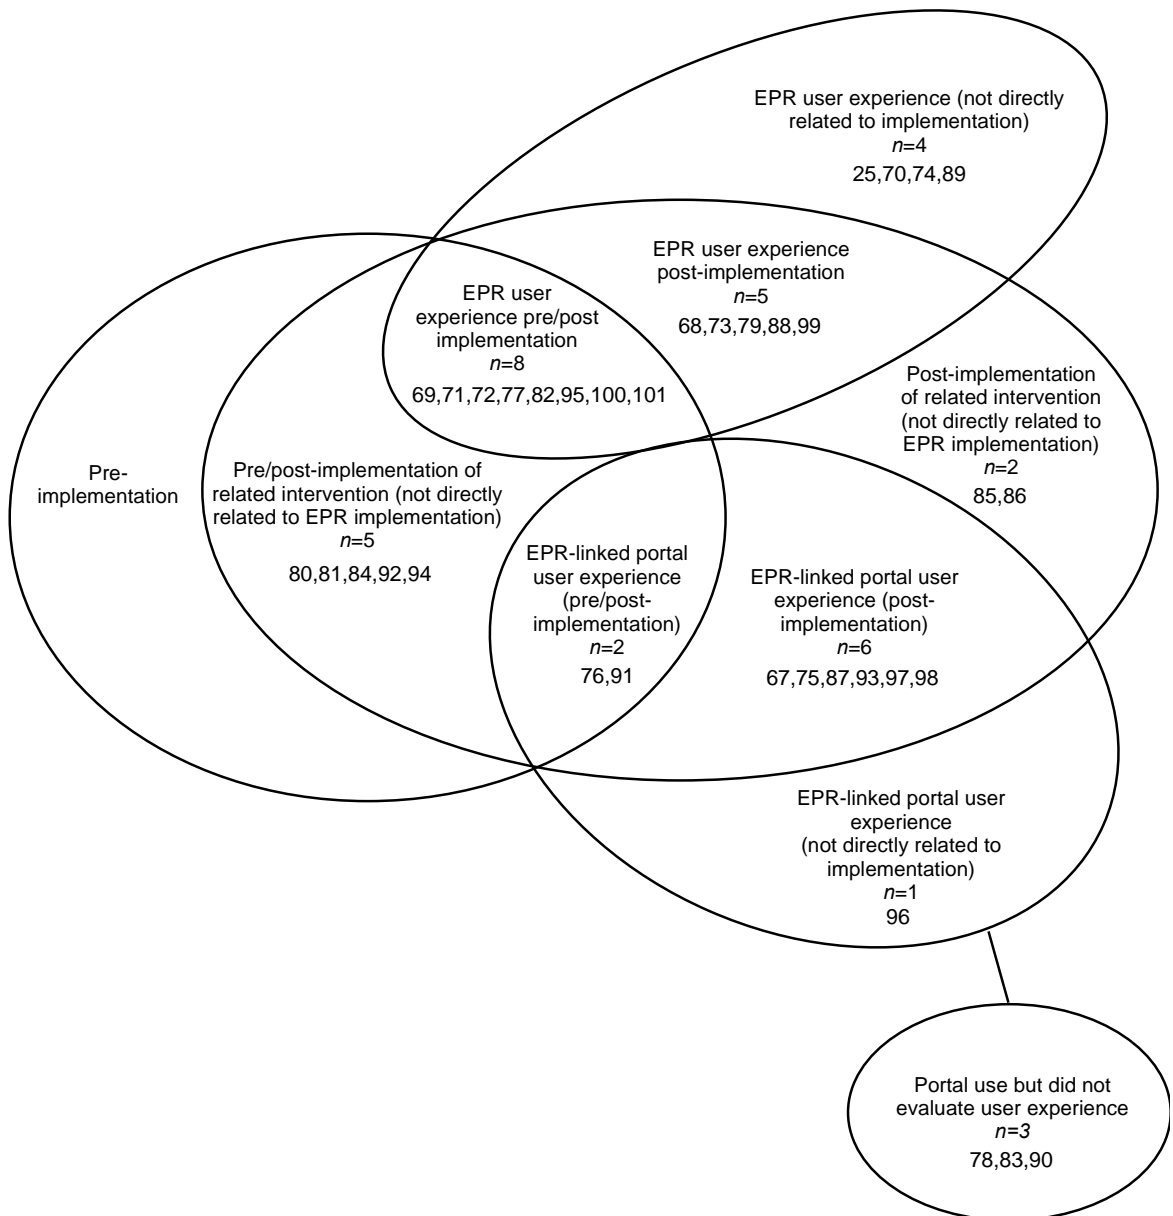 EPR user experience (not directly
related to implementation)
n=4
25,70,74,89
EPR user experience
post-implementation
n=5
68,73,79,88,99
EPR user
experience pre/post
implementation
n=8
69,71,72,77,82,95,100,101
Post-implementation
of related intervention
(not directly related to
EPR implementation)
n=2
85,86
Pre-
implementation
Pre/post-implementation of
related intervention (not directly
related to EPR implementation)
n=5
80,81,84,92,94
EPR-linked portal
user experience
(pre/post-
implementation)
n=2
76,91
EPR-linked portal user
experience (post-
implementation)
n=6
67,75,87,93,97,98
EPR-linked portal user
experience
(not directly related to
implementation)
n=1
96
Portal use but did not
evaluate user experience
n=3
78,83,90